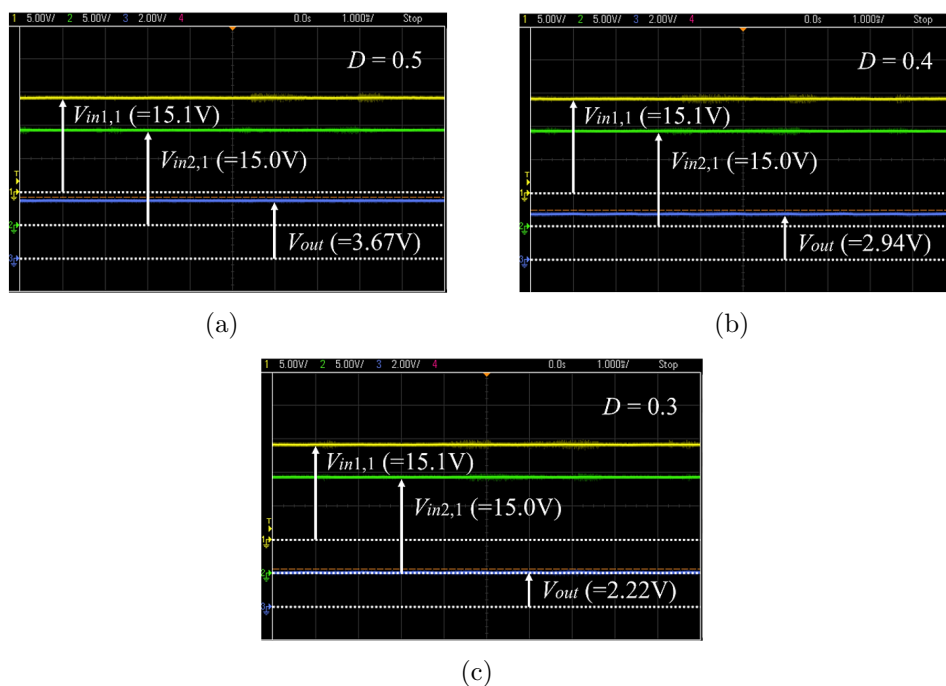 1 5.00V/ 2 5.00V/ 3 2.00V/ 4 0.0s 1.000s/ Stop
D = 0.5
Vin1,1 (=15.1V)
Vin2,1 (=15.0V)
Vout (=3.67V)
(a)
1 5.00V/ 2 5.00V/ 3 2.00V/ 4 0.0s 1.000s/ Stop
D = 0.4
Vin1,1 (=15.1V)
Vin2,1 (=15.0V)
Vout (=2.94V)
(b)
1 5.00V/ 2 5.00V/ 3 2.00V/ 4 0.0s 1.000s/ Stop
D = 0.3
Vin1,1 (=15.1V)
Vin2,1 (=15.0V)
Vout (=2.22V)
(c)